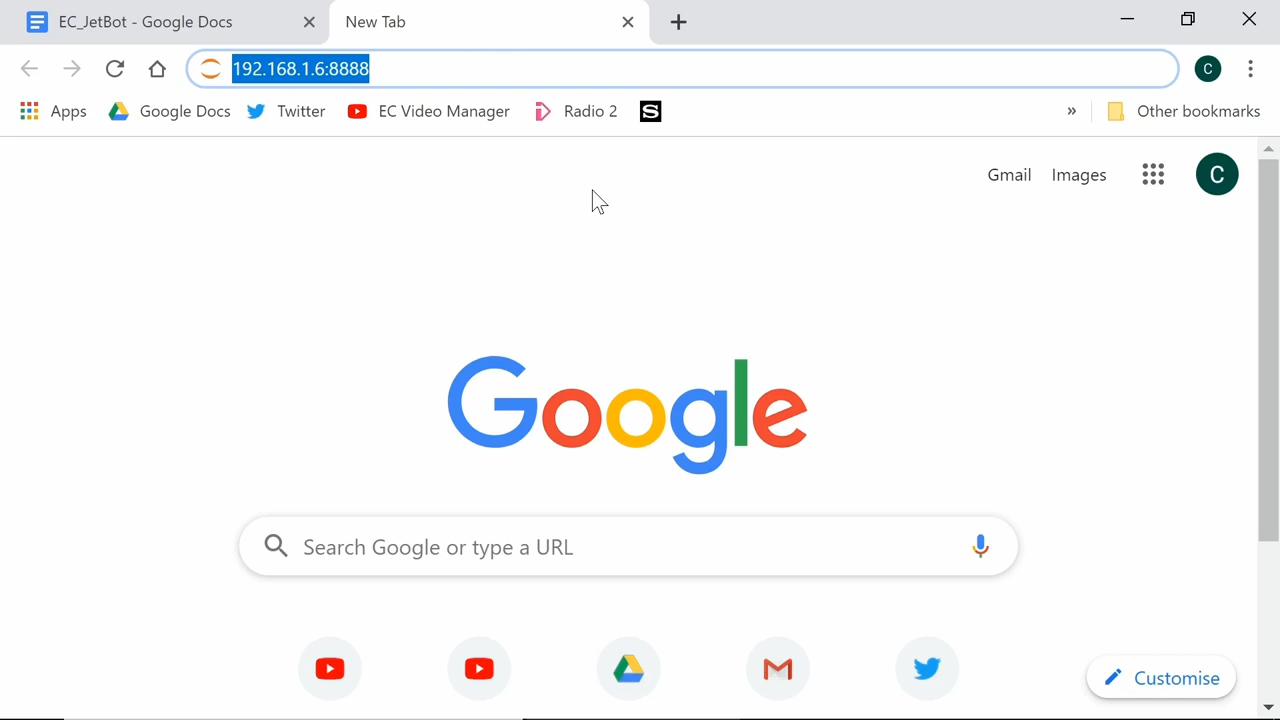 EC_JetBot - Google Docs
New Tab
192.168.1.6:8888
C
Apps
Google Docs
Twitter
EC Video Manager
Radio 2
S
»
Other bookmarks
Gmail
Images
C
Google
Search Google or type a URL
Customise